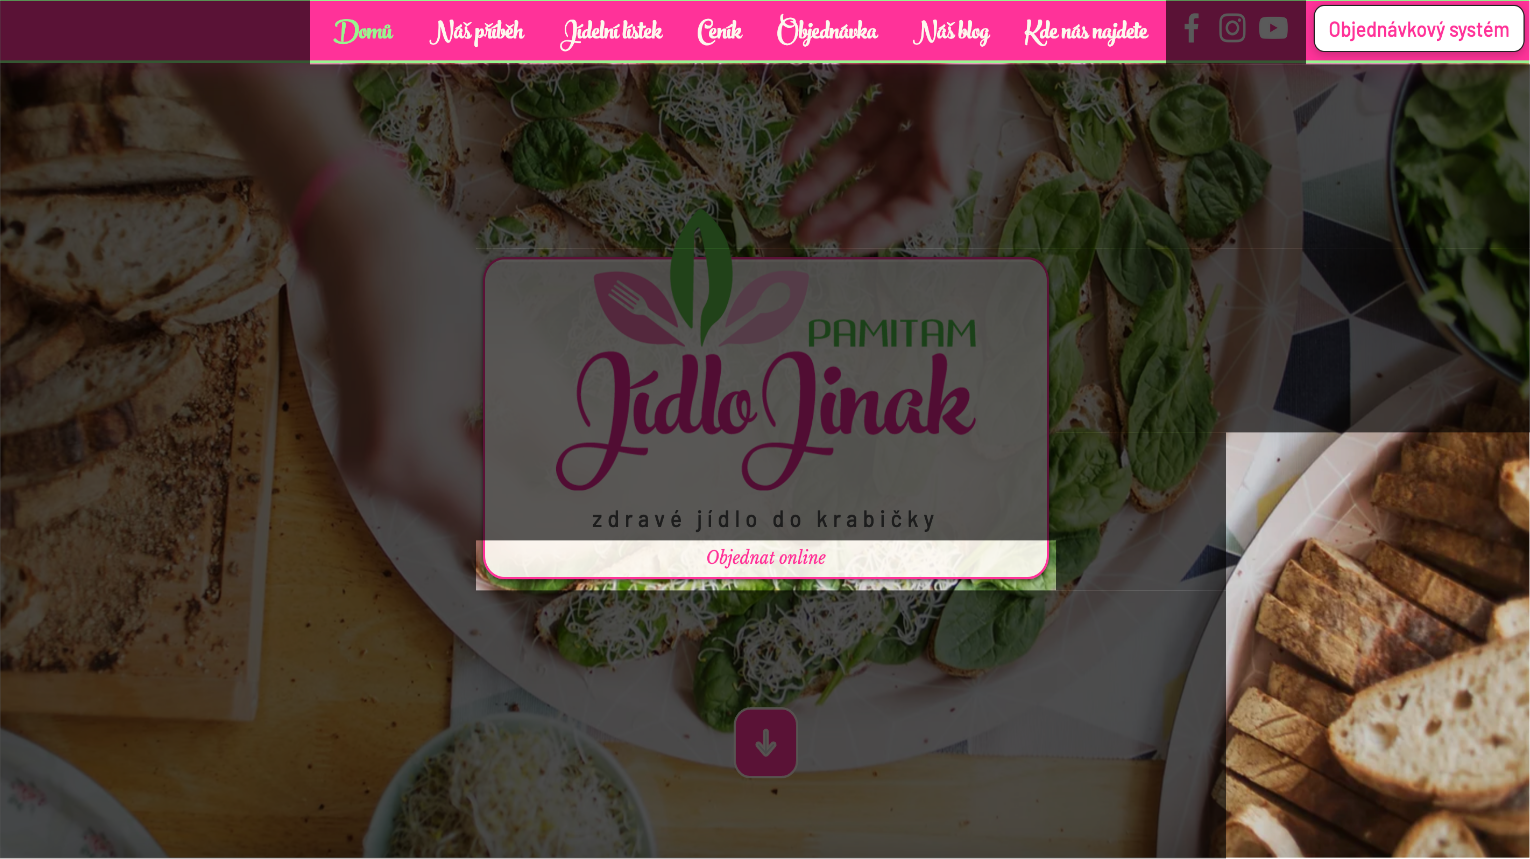 Domů Náš příběh Jídelní lístek Ceník Objednávka Náš blog Kde nás najdete Objednávkový systém
PAMITAM
Jídlo Jinak
zdravé jídlo do krabičky
Objednat online